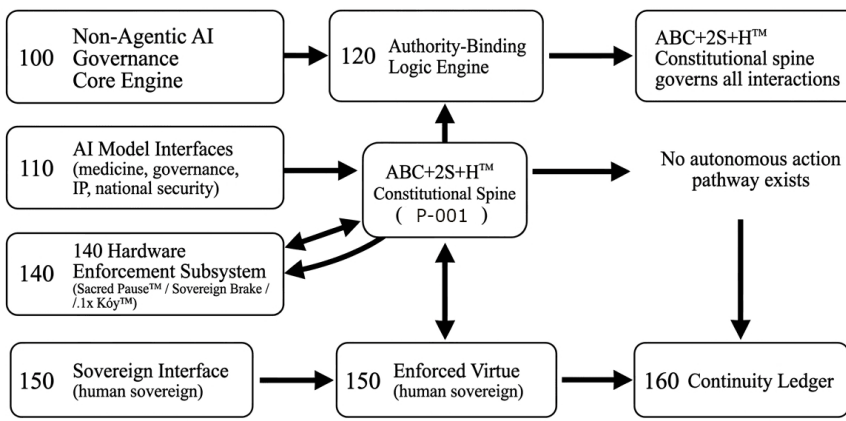 100
Non-Agentic AI
Governance
Core Engine
120
Authority-Binding
Logic Engine
ABC+2S+H™
Constitutional spine
governs all interactions
110
AI Model Interfaces
(medicine, governance,
IP, national security)
ABC+2S+H™
Constitutional Spine
( P-001 )
No autonomous action
pathway exists
140
140 Hardware
Enforcement Subsystem
(Sacred Pause™ / Sovereign Brake /
/.1x Kóy™)
150
Sovereign Interface
(human sovereign)
150
Enforced Virtue
(human sovereign)
160 Continuity Ledger